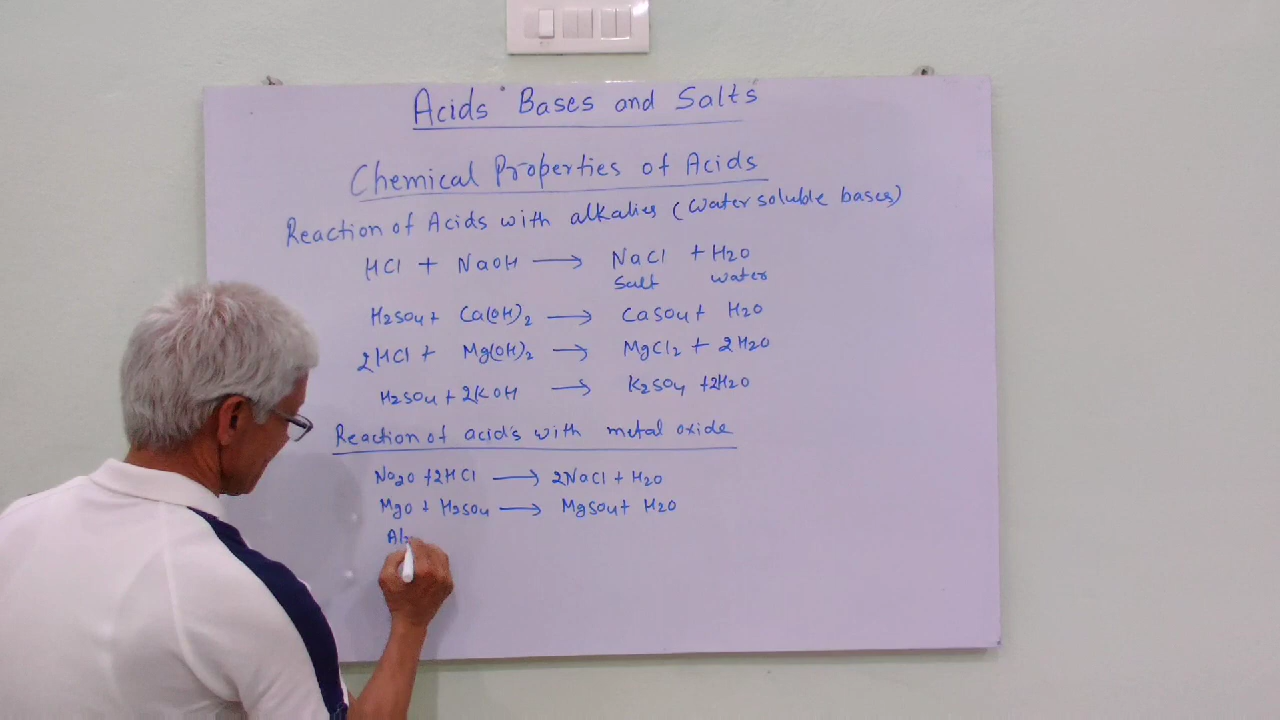 Acids Bases and Salts
Chemical Properties of Acids
Reaction of Acids with alkalies (Water soluble bases)
HCl + NaOH ⟶ NaCl + H2O
Salt water
H2SO4 + Ca(OH)2 ⟶ CaSO4 + H2O
2HCl + Mg(OH)2 ⟶ MgCl2 + 2H2O
H2SO4 + 2KOH ⟶ K2SO4 + 2H2O
Reaction of acids with metal oxide
Na2O + 2HCl ⟶ 2NaCl + H2O
MgO + H2SO4 ⟶ MgSO4 + H2O
Al2